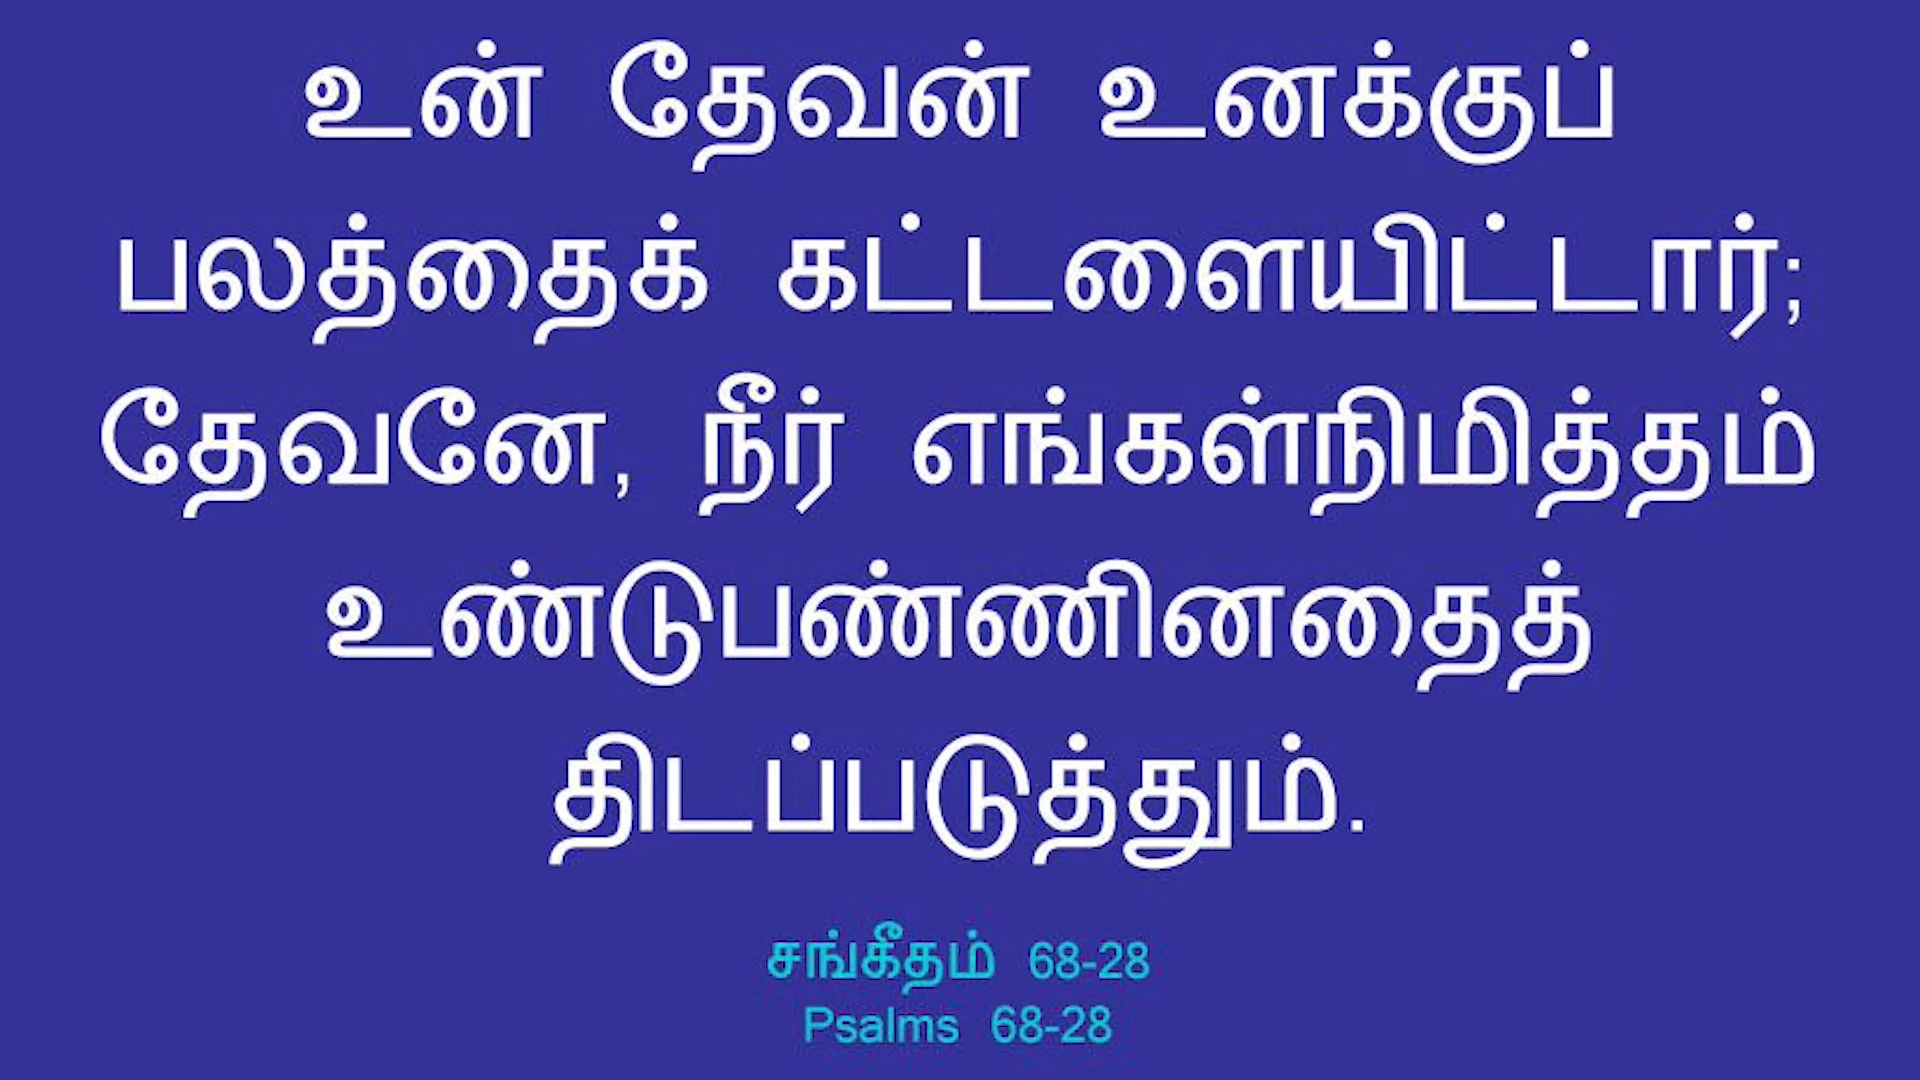 உன் தேவன் உனக்குப்
பலத்தைக் கட்டளையிட்டார்;
தேவனே, நீர் எங்கள்நிமித்தம்
உண்டுபண்ணினதைத்
திடப்படுத்தும்.
சங்கீதம் 68-28
Psalms 68-28